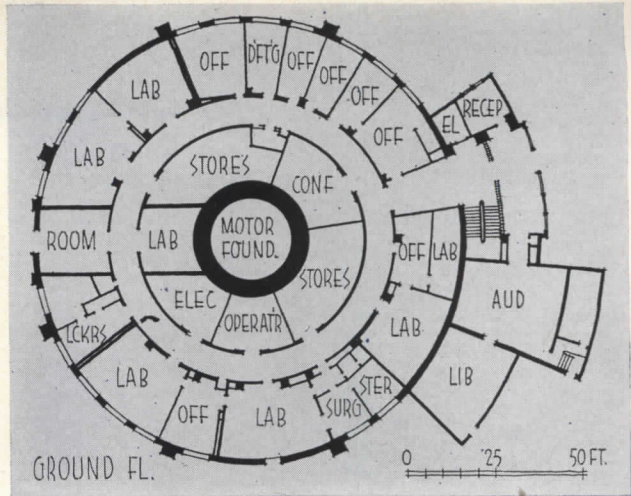 OFF
D'FT'G
OFF
OFF
OFF
OFF
EL
RECEP
LAB
LAB
STORES
CONF
ROOM
LAB
MOTOR
FOUND.
STORES
OFF
LAB
AUD
ELEC
OPERAT'R
LCKRS
LAB
LAB
LIB
OFF
LAB
SURG
STER
GROUND FL.
0 25 50 FT.